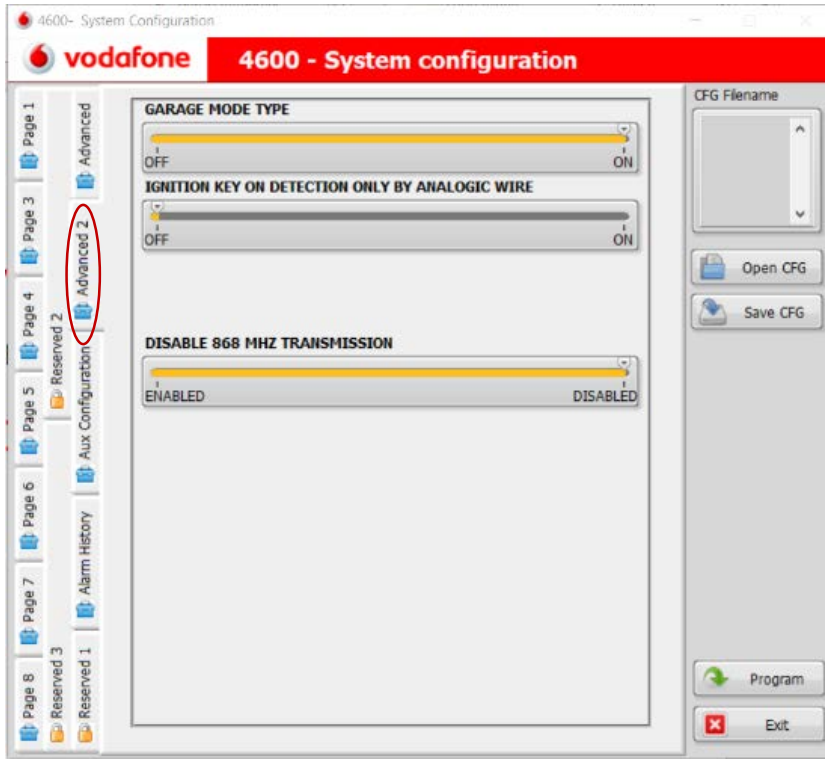 4600- System Configuration
vodafone
4600 - System configuration
Page 1
Page 3
Page 4
Page 5
Page 6
Page 7
Page 8
Reserved 2
Reserved 3
Advanced
Advanced 2
Aux Configuration
Alarm History
Reserved 1
GARAGE MODE TYPE
OFF ON
IGNITION KEY ON DETECTION ONLY BY ANALOGIC WIRE
OFF ON
DISABLE 868 MHZ TRANSMISSION
ENABLED DISABLED
CFG Filename
Open CFG
Save CFG
Program
Exit